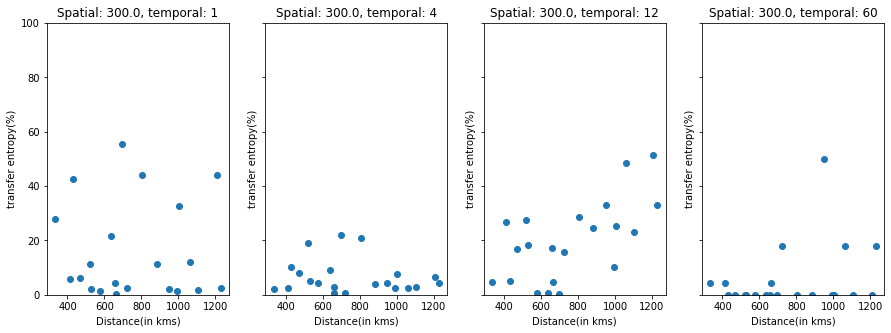 Spatial: 300.0, temporal: 1
Spatial: 300.0, temporal: 4
Spatial: 300.0, temporal: 12
Spatial: 300.0, temporal: 60
100
80
60
40
20
0
transfer entropy(%)
transfer entropy(%)
transfer entropy(%)
transfer entropy(%)
400 600 800 1000 1200
400 600 800 1000 1200
400 600 800 1000 1200
400 600 800 1000 1200
Distance(in kms)
Distance(in kms)
Distance(in kms)
Distance(in kms)